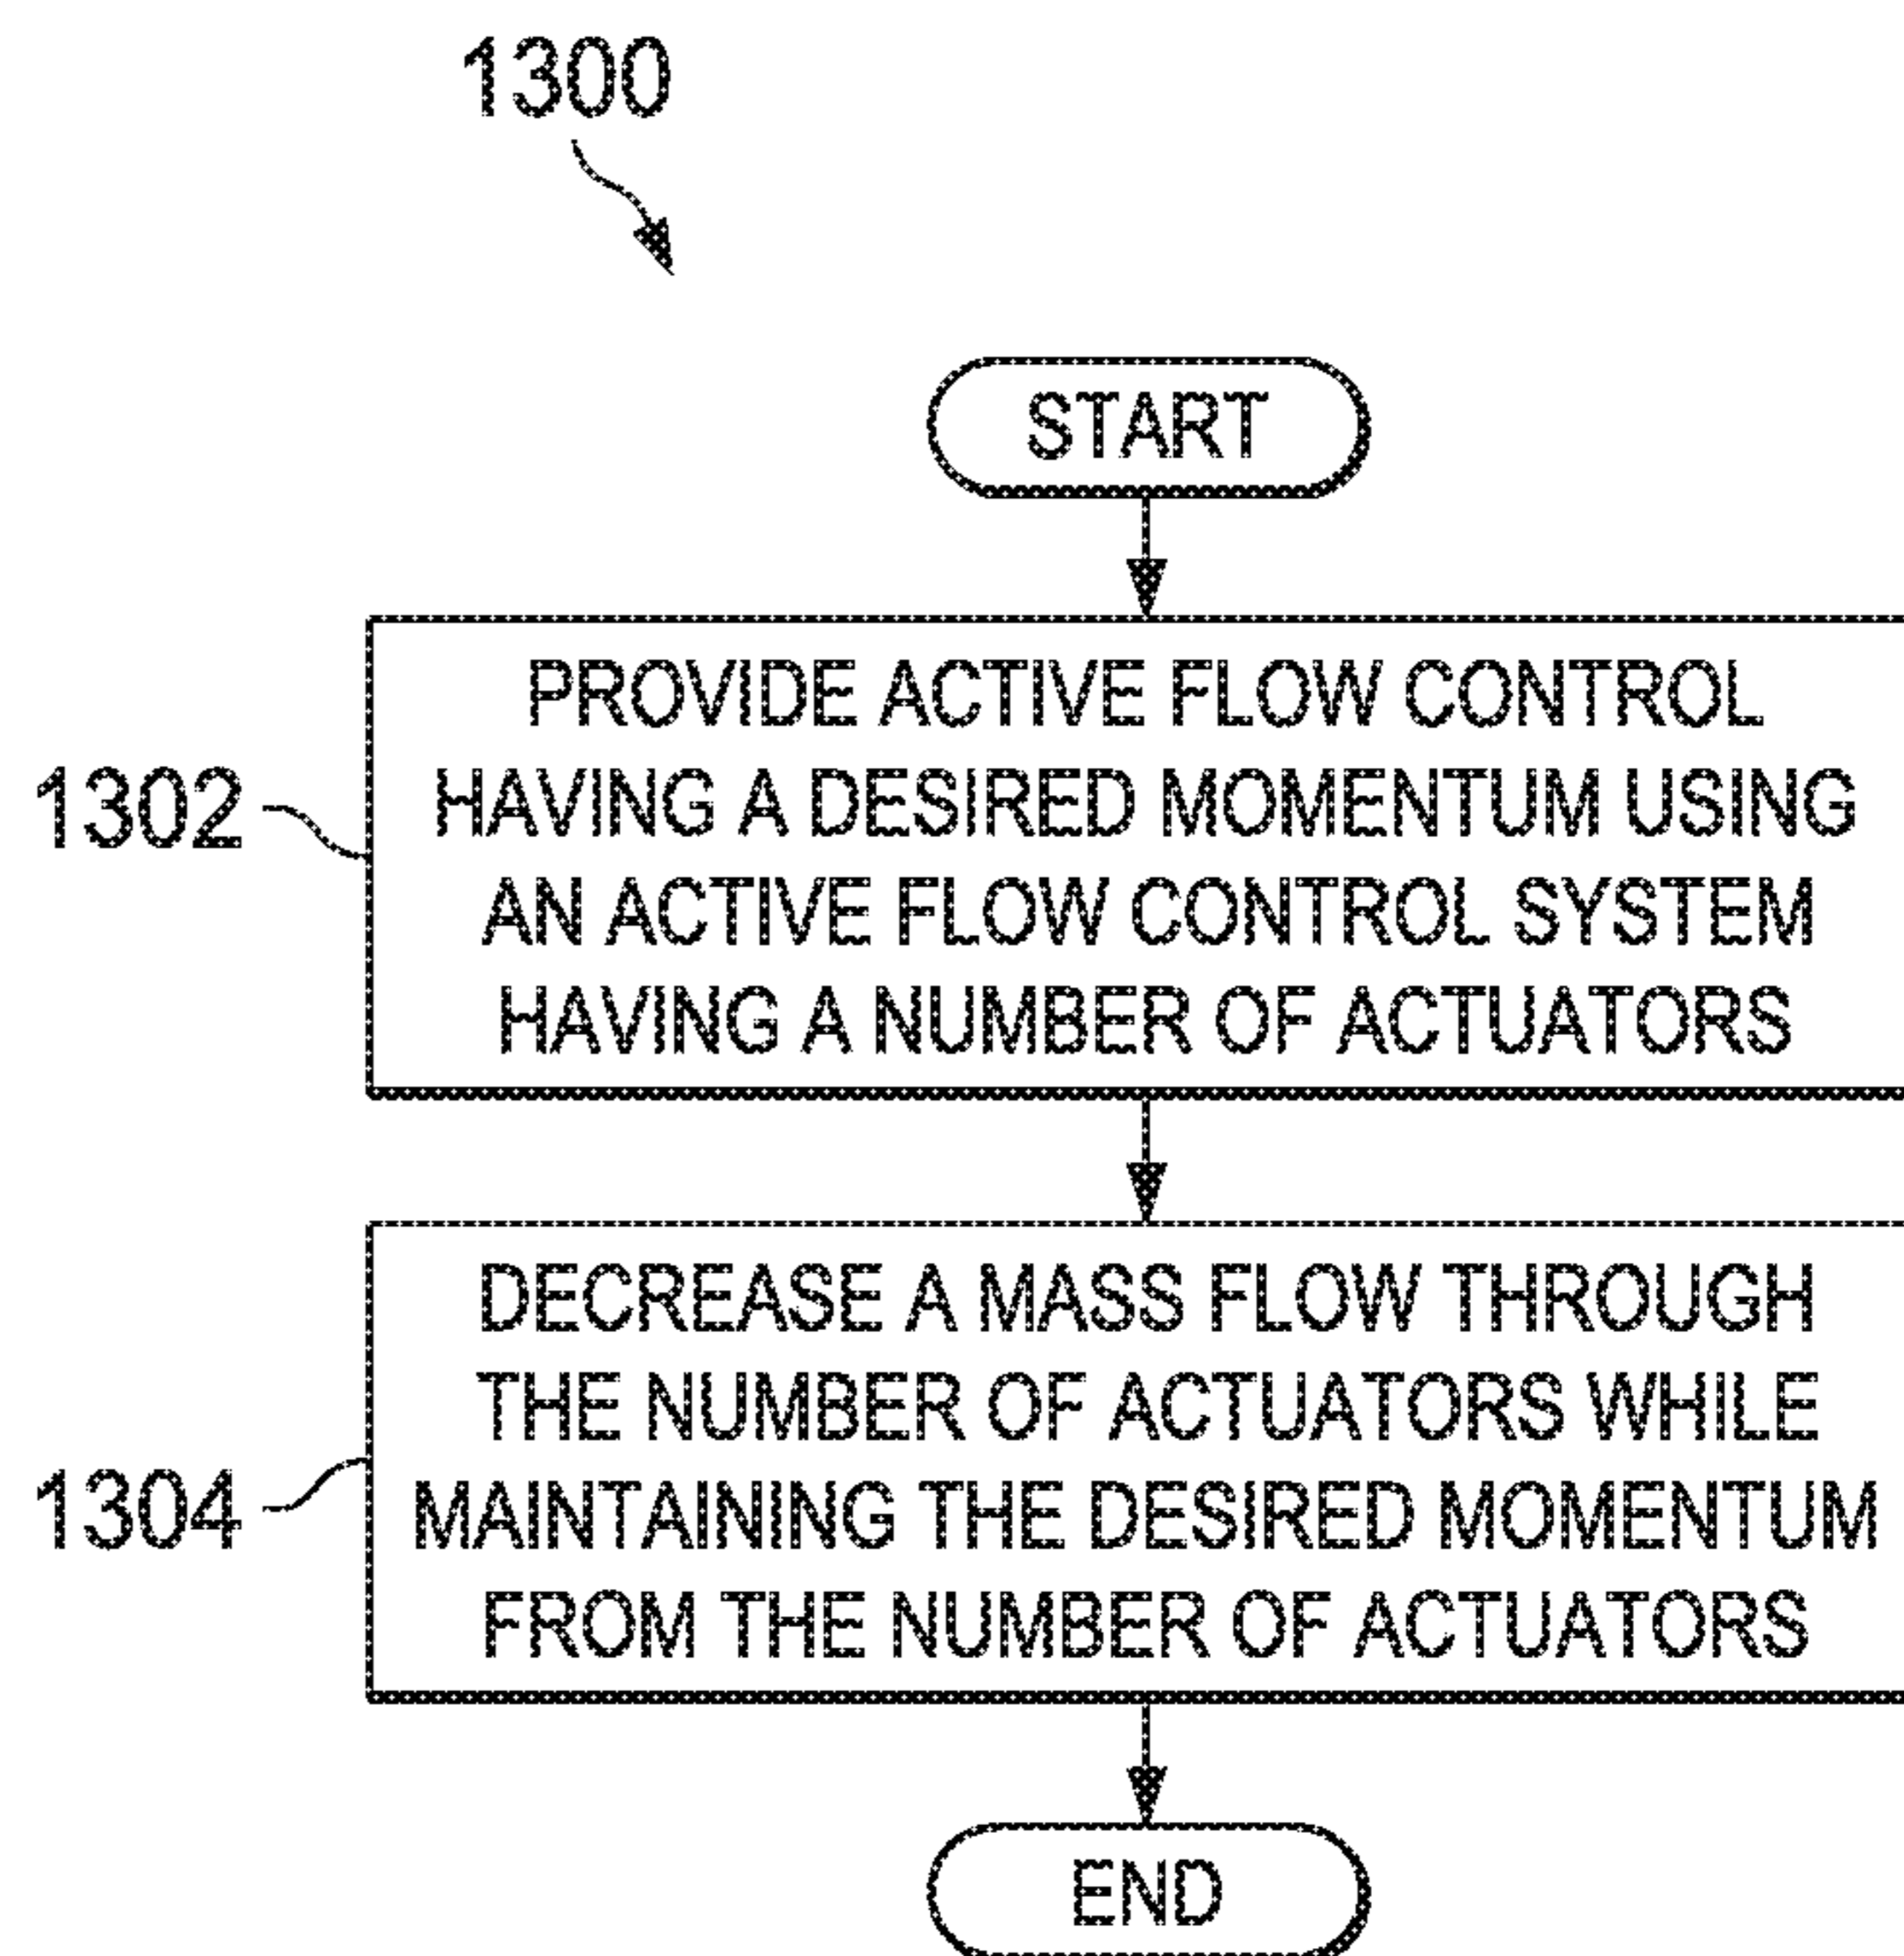 1300
START
1302
PROVIDE ACTIVE FLOW CONTROL
HAVING A DESIRED MOMENTUM USING
AN ACTIVE FLOW CONTROL SYSTEM
HAVING A NUMBER OF ACTUATORS
1304
DECREASE A MASS FLOW THROUGH
THE NUMBER OF ACTUATORS WHILE
MAINTAINING THE DESIRED MOMENTUM
FROM THE NUMBER OF ACTUATORS
END